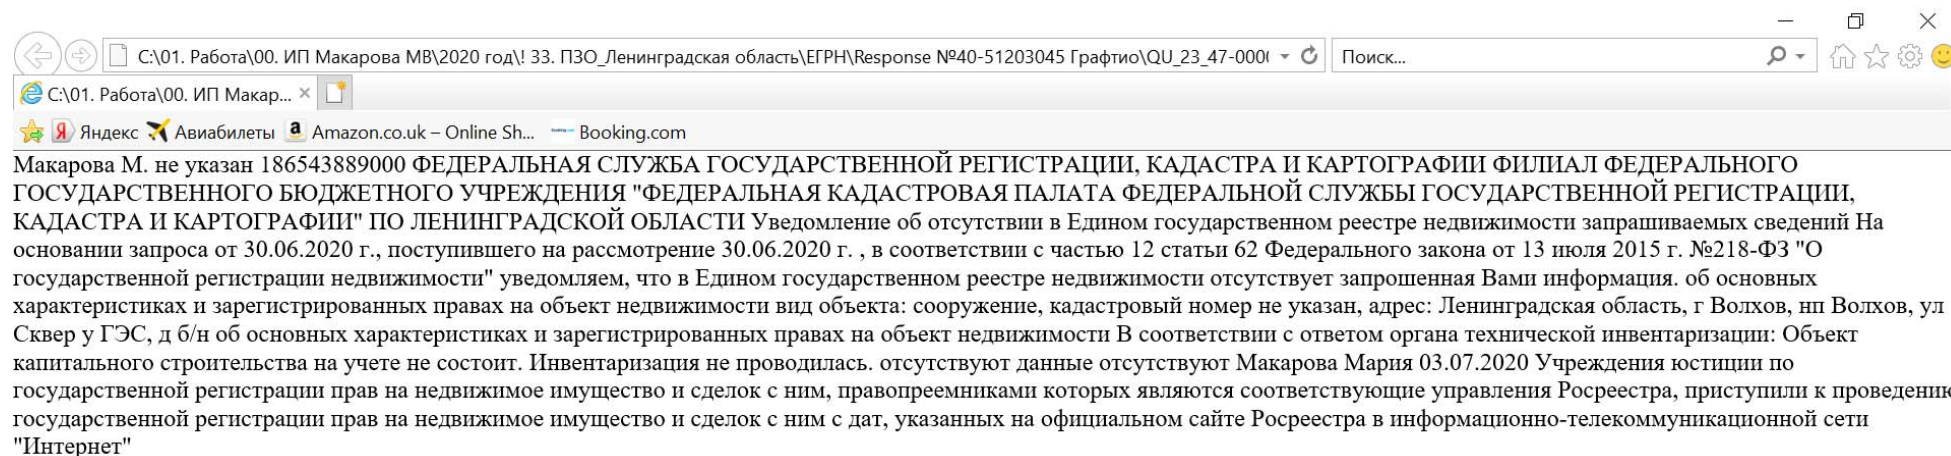 C:\01. Работа\00. ИП Макарова МВ\2020 год\! 33. ПЗО_Ленинградская область\ЕГРН\Response №40-51203045 Графтио\QU_23_47-000
Поиск...
C:\01. Работа\00. ИП Макар...
Яндекс Авиабилеты Amazon.co.uk – Online Sh... Booking.com
Макарова М. не указан 186543889000 ФЕДЕРАЛЬНАЯ СЛУЖБА ГОСУДАРСТВЕННОЙ РЕГИСТРАЦИИ, КАДАСТРА И КАРТОГРАФИИ ФИЛИАЛ ФЕДЕРАЛЬНОГО
ГОСУДАРСТВЕННОГО БЮДЖЕТНОГО УЧРЕЖДЕНИЯ "ФЕДЕРАЛЬНАЯ КАДАСТРОВАЯ ПАЛАТА ФЕДЕРАЛЬНОЙ СЛУЖБЫ ГОСУДАРСТВЕННОЙ РЕГИСТРАЦИИ,
КАДАСТРА И КАРТОГРАФИИ" ПО ЛЕНИНГРАДСКОЙ ОБЛАСТИ Уведомление об отсутствии в Едином государственном реестре недвижимости запрашиваемых сведений На
основании запроса от 30.06.2020 г., поступившего на рассмотрение 30.06.2020 г. , в соответствии с частью 12 статьи 62 Федерального закона от 13 июля 2015 г. №218-ФЗ "О
государственной регистрации недвижимости" уведомляем, что в Едином государственном реестре недвижимости отсутствует запрошенная Вами информация. об основных
характеристиках и зарегистрированных правах на объект недвижимости вид объекта: сооружение, кадастровый номер не указан, адрес: Ленинградская область, г Волхов, нп Волхов, ул
Сквер у ГЭС, д б/н об основных характеристиках и зарегистрированных правах на объект недвижимости В соответствии с ответом органа технической инвентаризации: Объект
капитального строительства на учете не состоит. Инвентаризация не проводилась. отсутствуют данные отсутствуют Макарова Мария 03.07.2020 Учреждения юстиции по
государственной регистрации прав на недвижимое имущество и сделок с ним, правопреемниками которых являются соответствующие управления Росреестра, приступили к проведению
государственной регистрации прав на недвижимое имущество и сделок с ним с дат, указанных на официальном сайте Росреестра в информационно-телекоммуникационной сети
"Интернет"